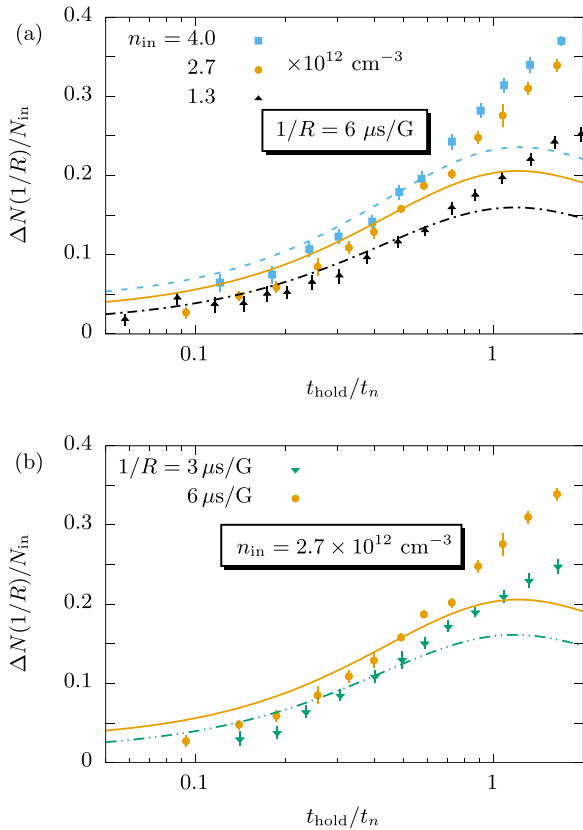 (a)
0.4
0.3
0.2
0.1
0
ΔN(1/R)/N_in
n_in = 4.0
2.7 ×10^12 cm^−3
1.3
1/R = 6 μs/G
0.1 1
t_hold/t_n
(b)
0.4
0.3
0.2
0.1
0
ΔN(1/R)/N_in
1/R = 3 μs/G
6 μs/G
n_in = 2.7 × 10^12 cm^−3
0.1 1
t_hold/t_n